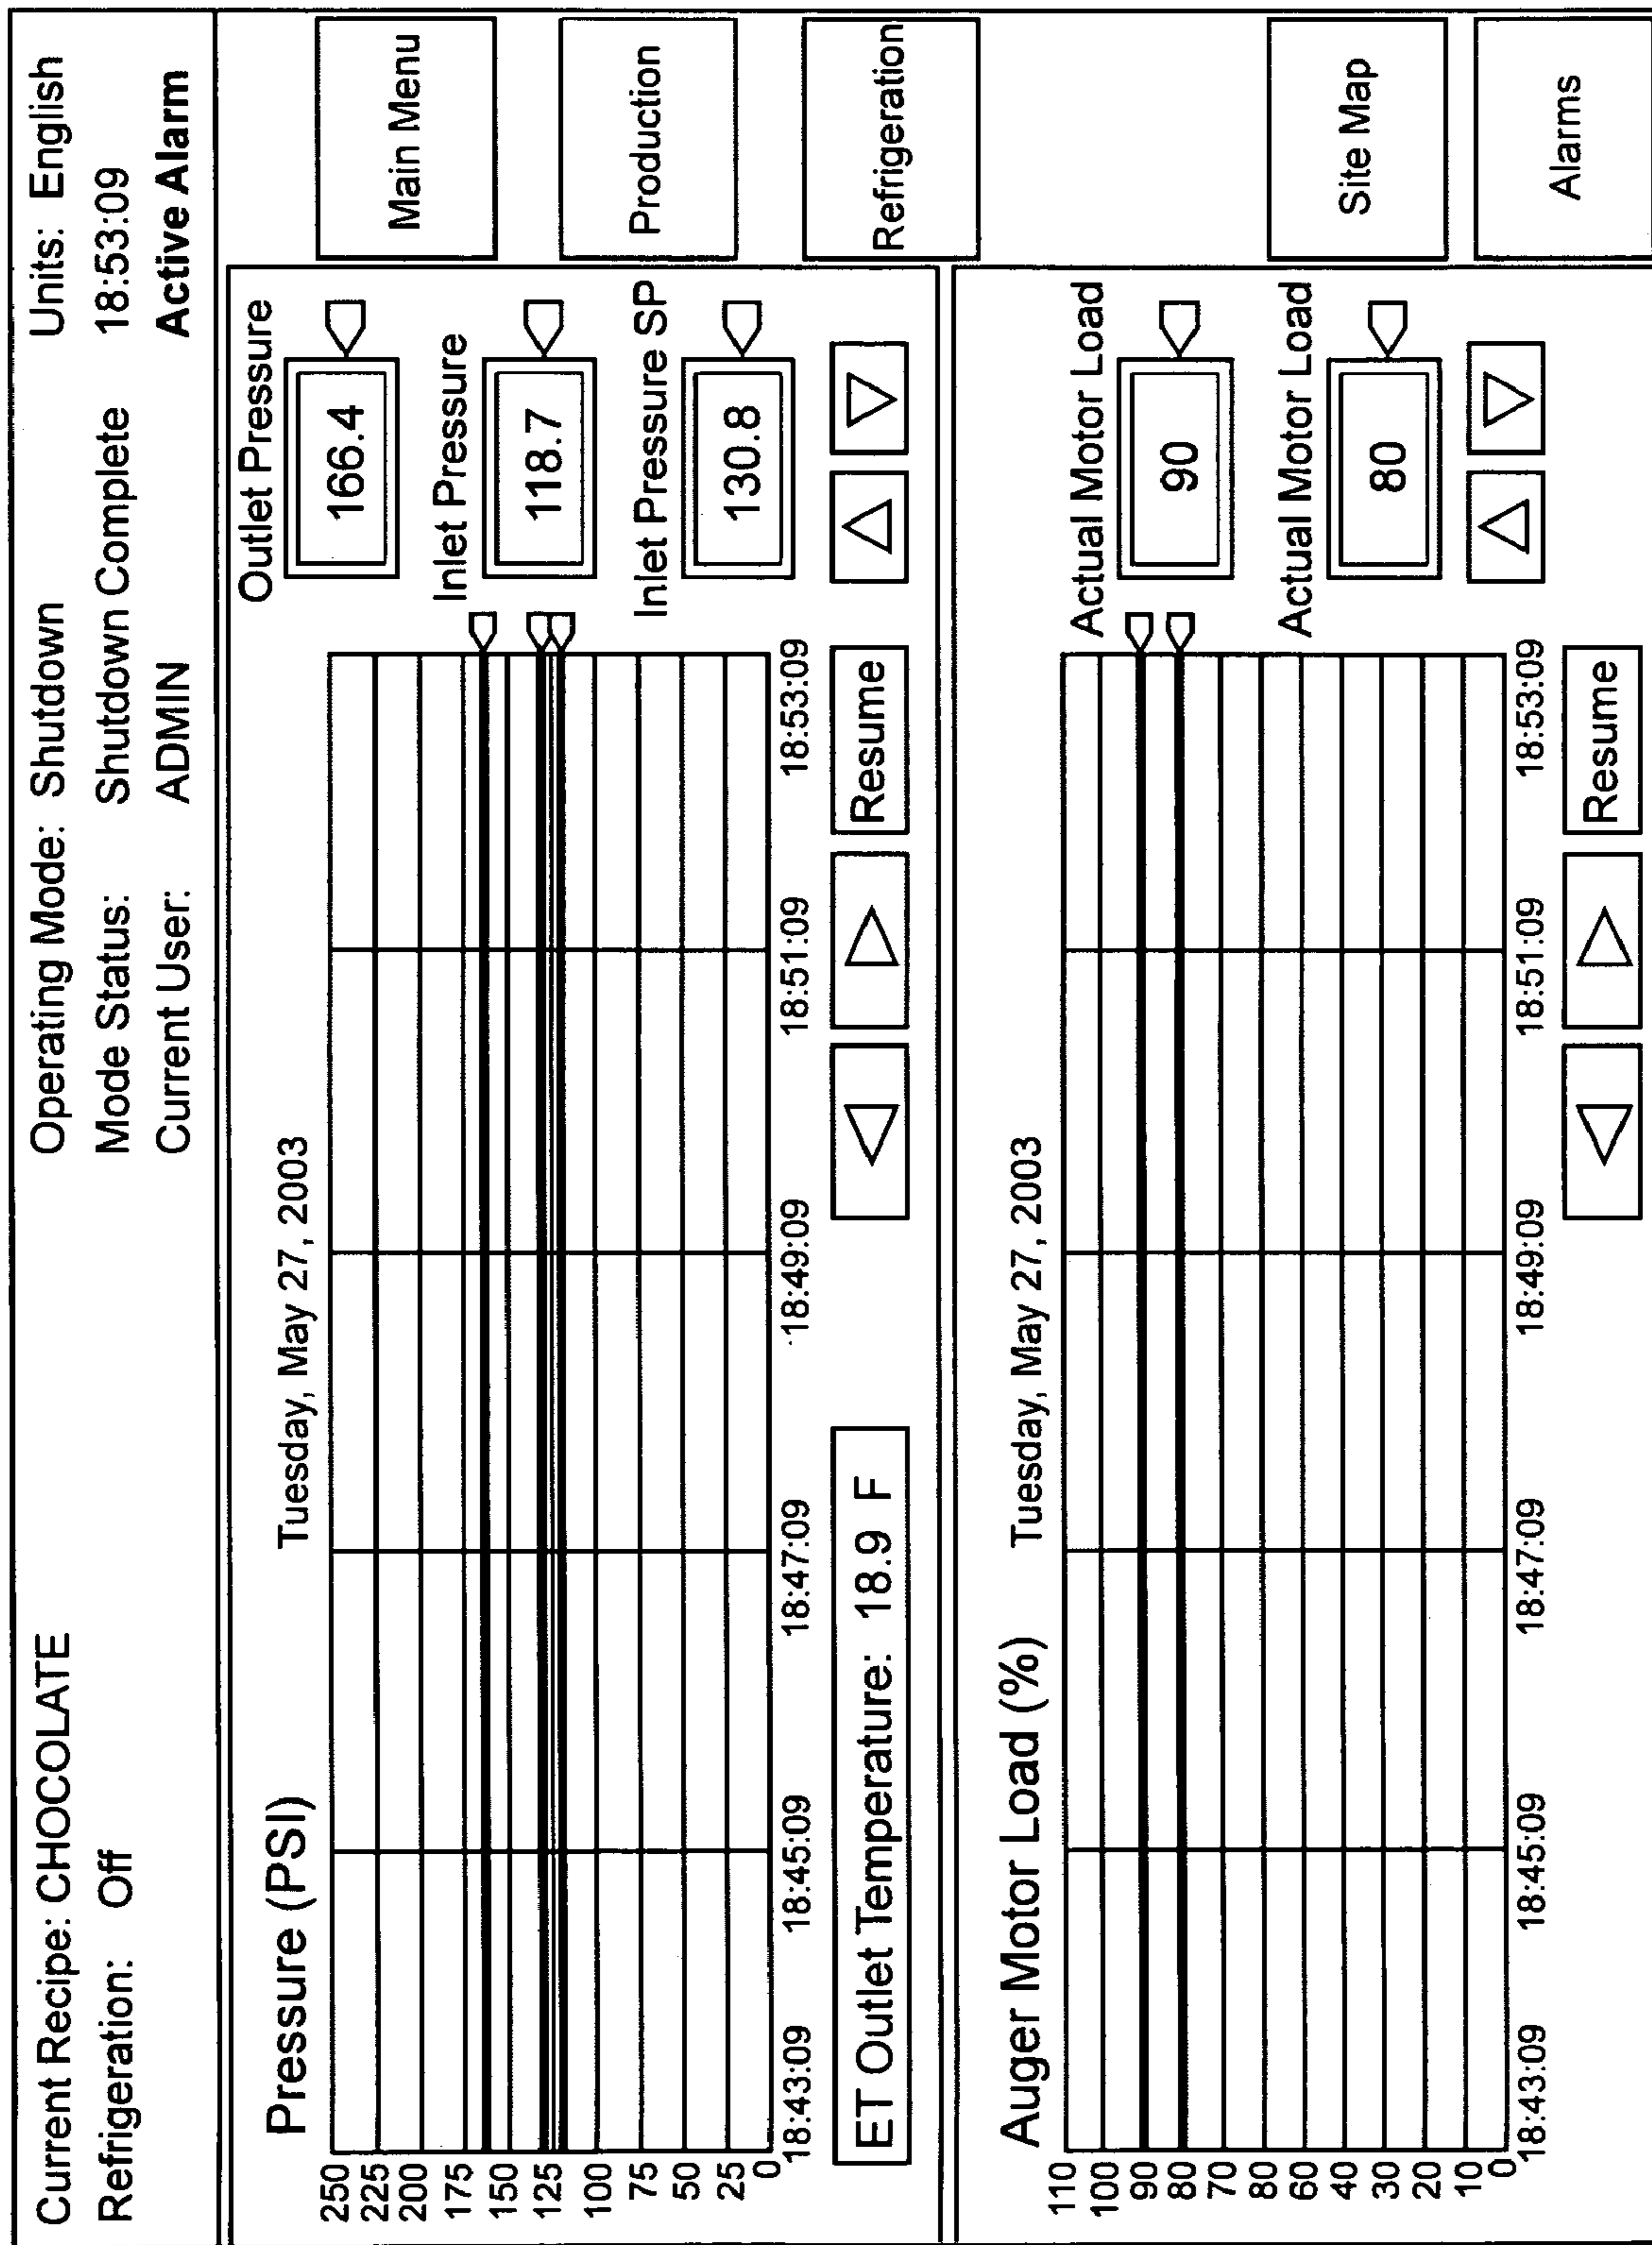 Current Recipe: CHOCOLATE Operating Mode: Shutdown Units: English
Refrigeration: Off Mode Status: Shutdown Complete 18:53:09
Current User: ADMIN Active Alarm
Pressure (PSI) Tuesday, May 27, 2003
250
225
200
175
150
125
100
75
50
25
0
18:43:09 18:45:09 18:47:09 18:49:09 18:51:09 18:53:09
Outlet Pressure
166.4
Inlet Pressure
118.7
Inlet Pressure SP
130.8
ET Outlet Temperature: 18.9 F Resume
Auger Motor Load (%) Tuesday, May 27, 2003
110
100
90
80
70
80
60
40
30
20
10
0
18:43:09 18:45:09 18:47:09 18:49:09 18:51:09 18:53:09
Actual Motor Load
90
Actual Motor Load
80
Resume
Main Menu
Production
Refrigeration
Site Map
Alarms